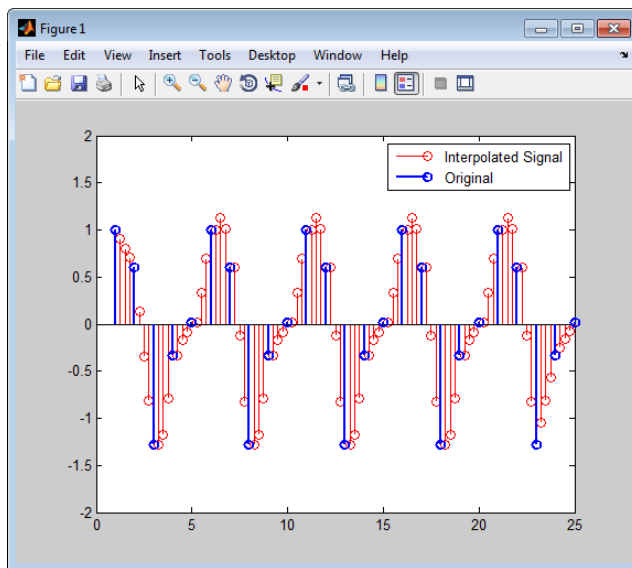 Figure 1
File Edit View Insert Tools Desktop Window Help
2
1.5
1
0.5
0
-0.5
-1
-1.5
-2
0 5 10 15 20 25
Interpolated Signal
Original